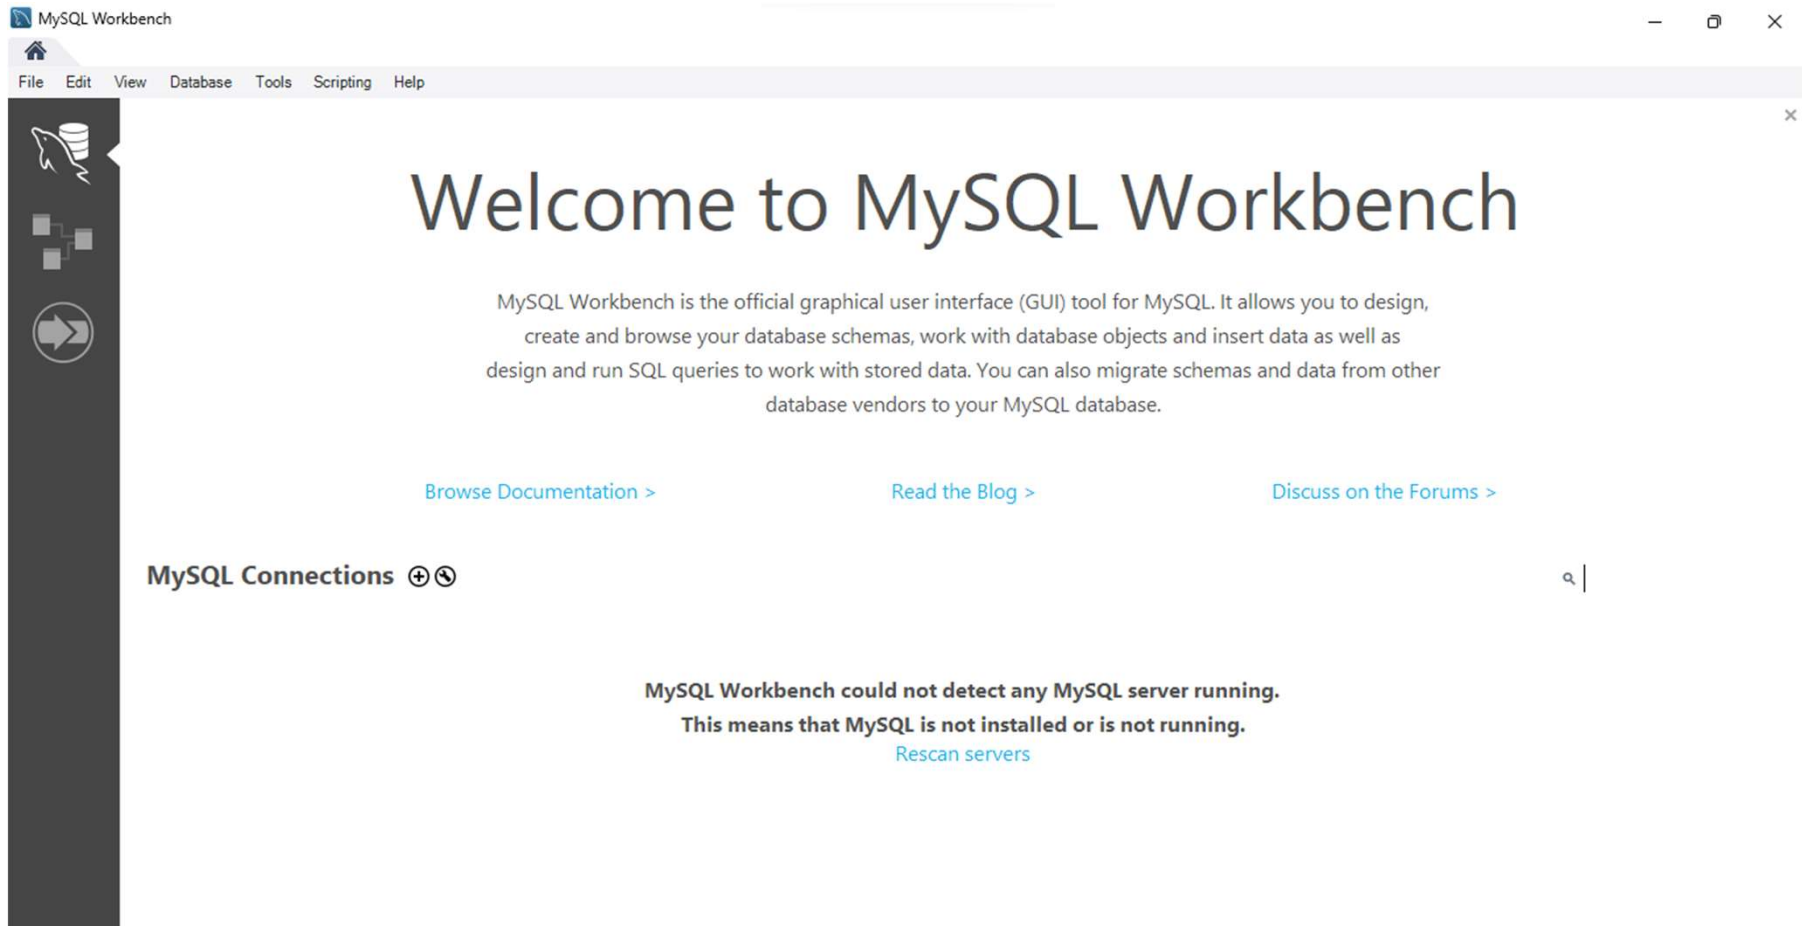 MySQL Workbench
File Edit View Database Tools Scripting Help
Welcome to MySQL Workbench
MySQL Workbench is the official graphical user interface (GUI) tool for MySQL. It allows you to design,
create and browse your database schemas, work with database objects and insert data as well as
design and run SQL queries to work with stored data. You can also migrate schemas and data from other
database vendors to your MySQL database.
Browse Documentation > Read the Blog > Discuss on the Forums >
MySQL Connections
MySQL Workbench could not detect any MySQL server running.
This means that MySQL is not installed or is not running.
Rescan servers